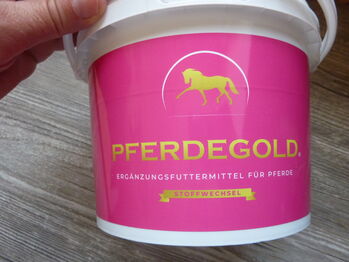 PFERDEGOLD®
ERGÄNZUNGSFUTTERMITTEL FÜR PFERDE
STOFFWECHSEL